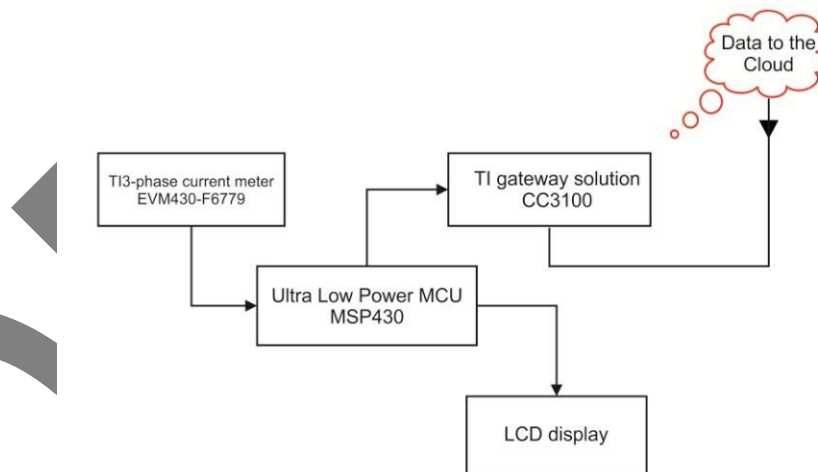 Data to the
Cloud
TI3-phase current meter
EVM430-F6779
TI gateway solution
CC3100
Ultra Low Power MCU
MSP430
LCD display